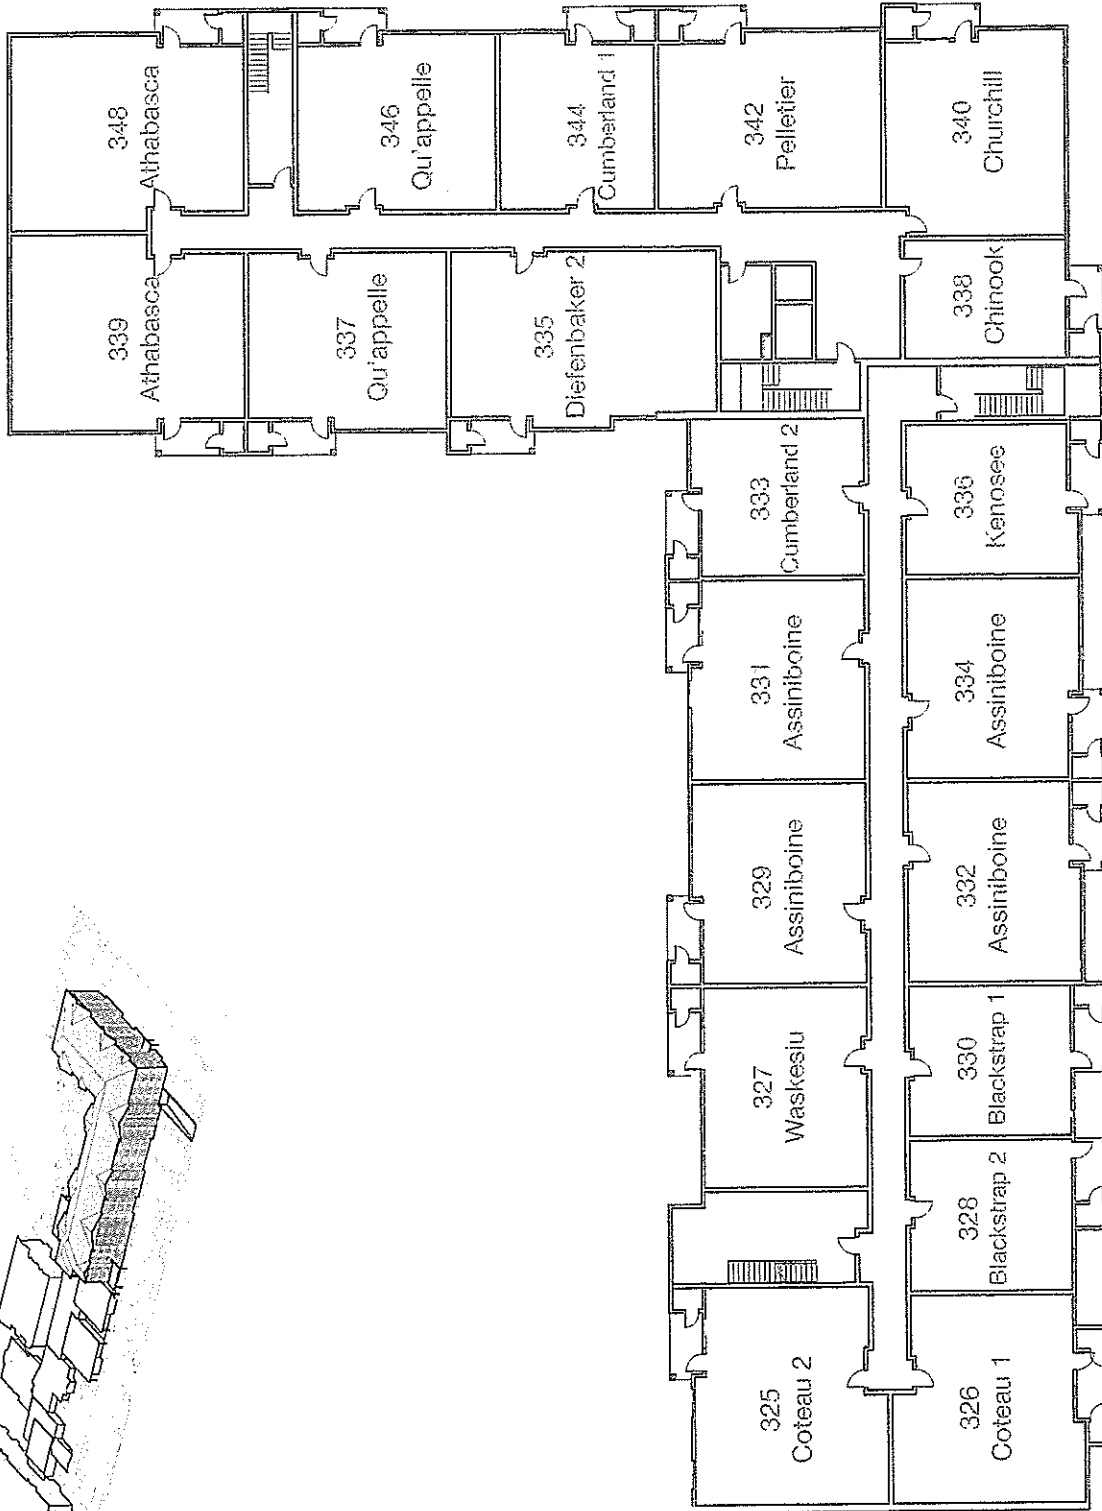 348
Athabasca
346
Qu'appelle
344
Cumberland 1
342
Pelletier
340
Churchill
339
Athabasca
337
Qu'appelle
335
Diefenbaker 2
338
Chinook
333
Cumberland 2
336
Kenosee
331
Assiniboine
334
Assiniboine
329
Assiniboine
332
Assiniboine
327
Waskesiu
330
Blackstrap 1
328
Blackstrap 2
325
Coteau 2
326
Coteau 1